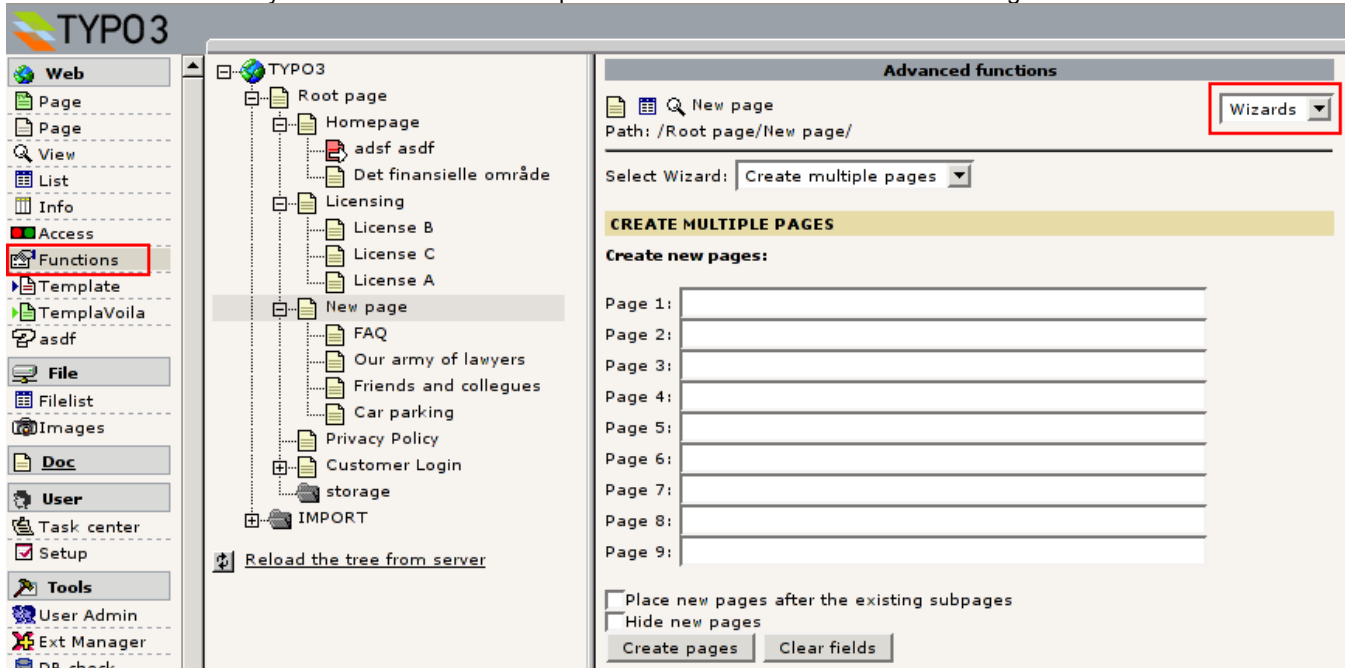 TYPO3
Web
Page
Page
View
List
Info
Access
Functions
Template
TemplaVoila
asdf
File
Filelist
Images
Doc
User
Task center
Setup
Tools
User Admin
Ext Manager
TYPO3
Root page
Homepage
adsf asdf
Det finansielle område
Licensing
License B
License C
License A
New page
FAQ
Our army of lawyers
Friends and collegues
Car parking
Privacy Policy
Customer Login
storage
IMPORT
Reload the tree from server
Advanced functions
New page
Wizards
Path: /Root page/New page/
Select Wizard: Create multiple pages
CREATE MULTIPLE PAGES
Create new pages:
Page 1:
Page 2:
Page 3:
Page 4:
Page 5:
Page 6:
Page 7:
Page 8:
Page 9:
Place new pages after the existing subpages
Hide new pages
Create pages
Clear fields